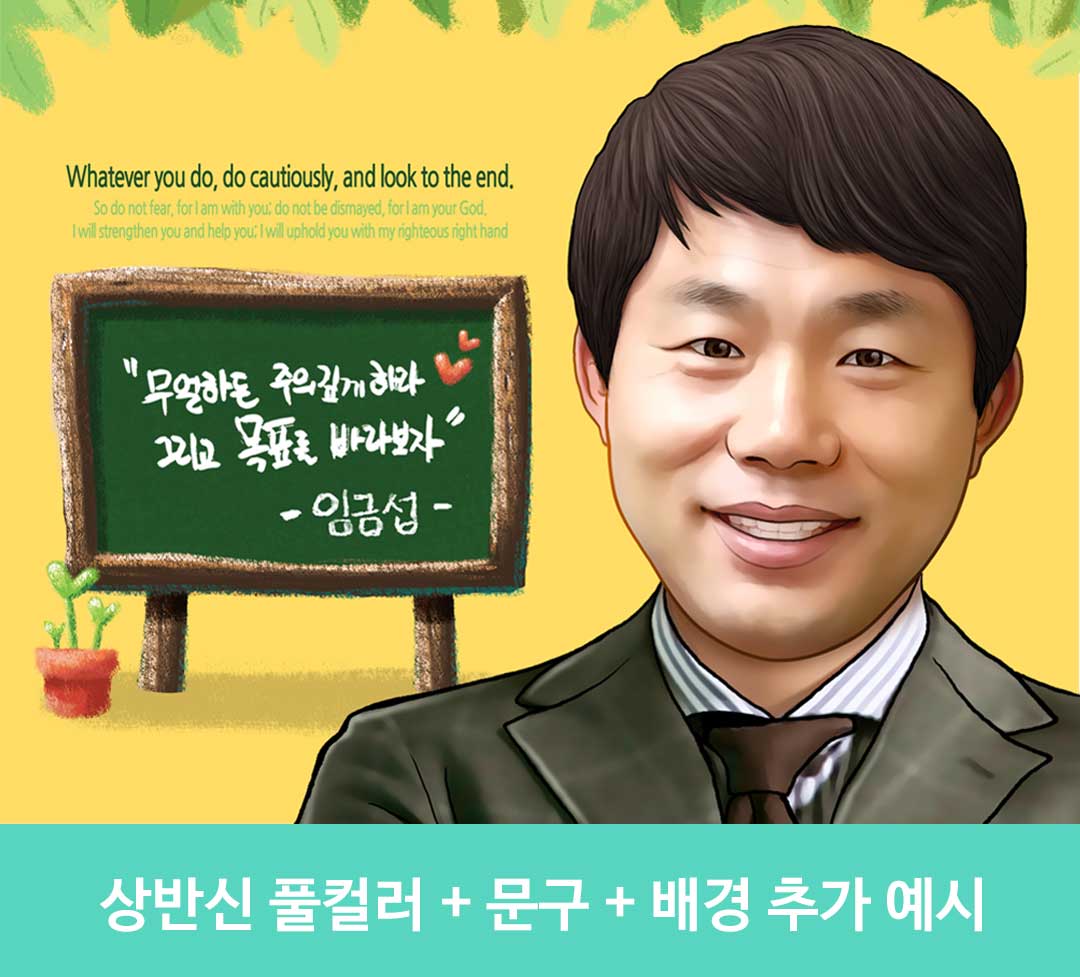 Whatever you do, do cautiously, and look to the end.
So do not fear, for I am with you; do not be dismayed, for I am your God.
I will strengthen you and help you; I will uphold you with my righteous right hand
"무얼하든 주의깊게하라
그리고 목표를 바라보자"
- 임금섭 -
상반신 풀컬러 + 문구 + 배경 추가 예시